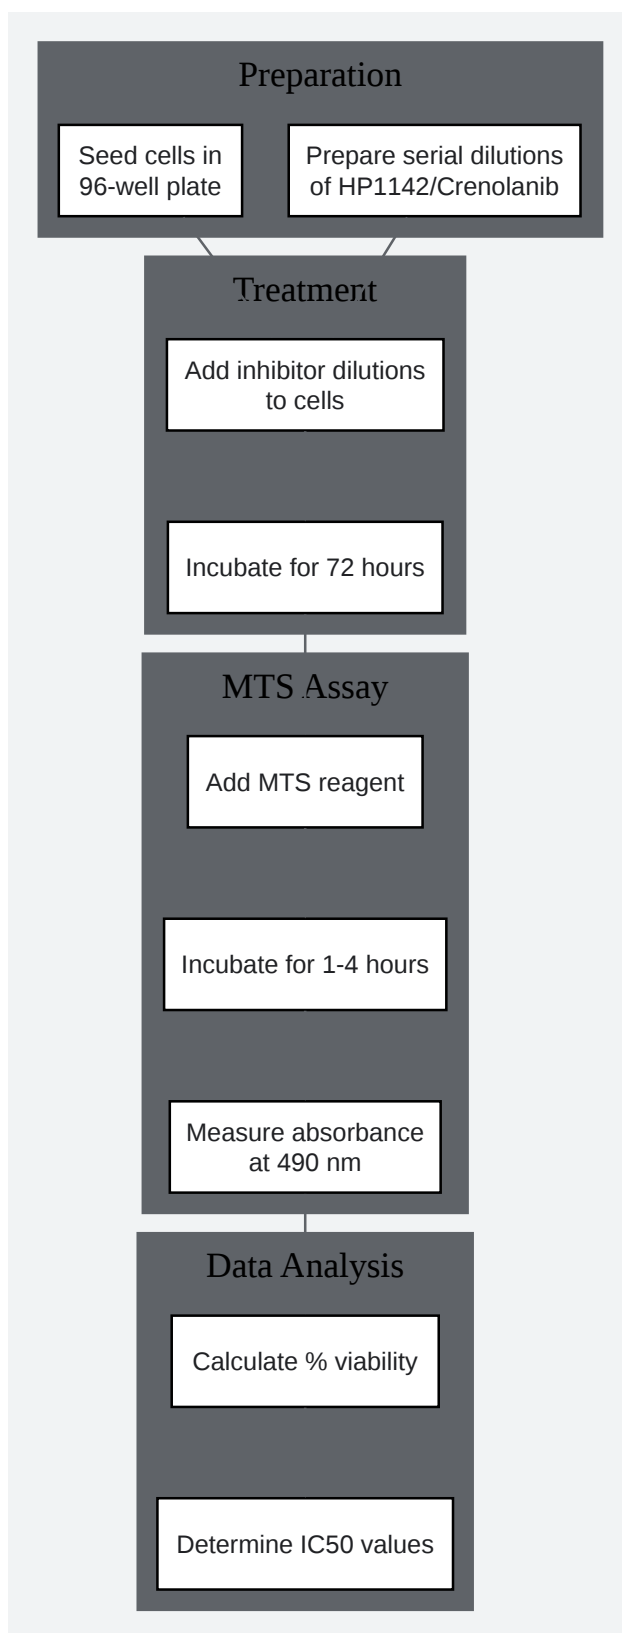 Preparation
Seed cells in
96-well plate
Prepare serial dilutions
of HP1142/Crenolanib
Treatment
Add inhibitor dilutions
to cells
Incubate for 72 hours
MTS Assay
Add MTS reagent
Incubate for 1-4 hours
Measure absorbance
at 490 nm
Data Analysis
Calculate % viability
Determine IC50 values